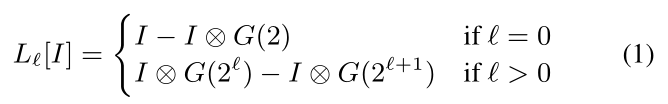 L_ℓ[I] = { I − I ⊗ G(2) if ℓ = 0
I ⊗ G(2^ℓ) − I ⊗ G(2^{ℓ+1}) if ℓ > 0 (1)